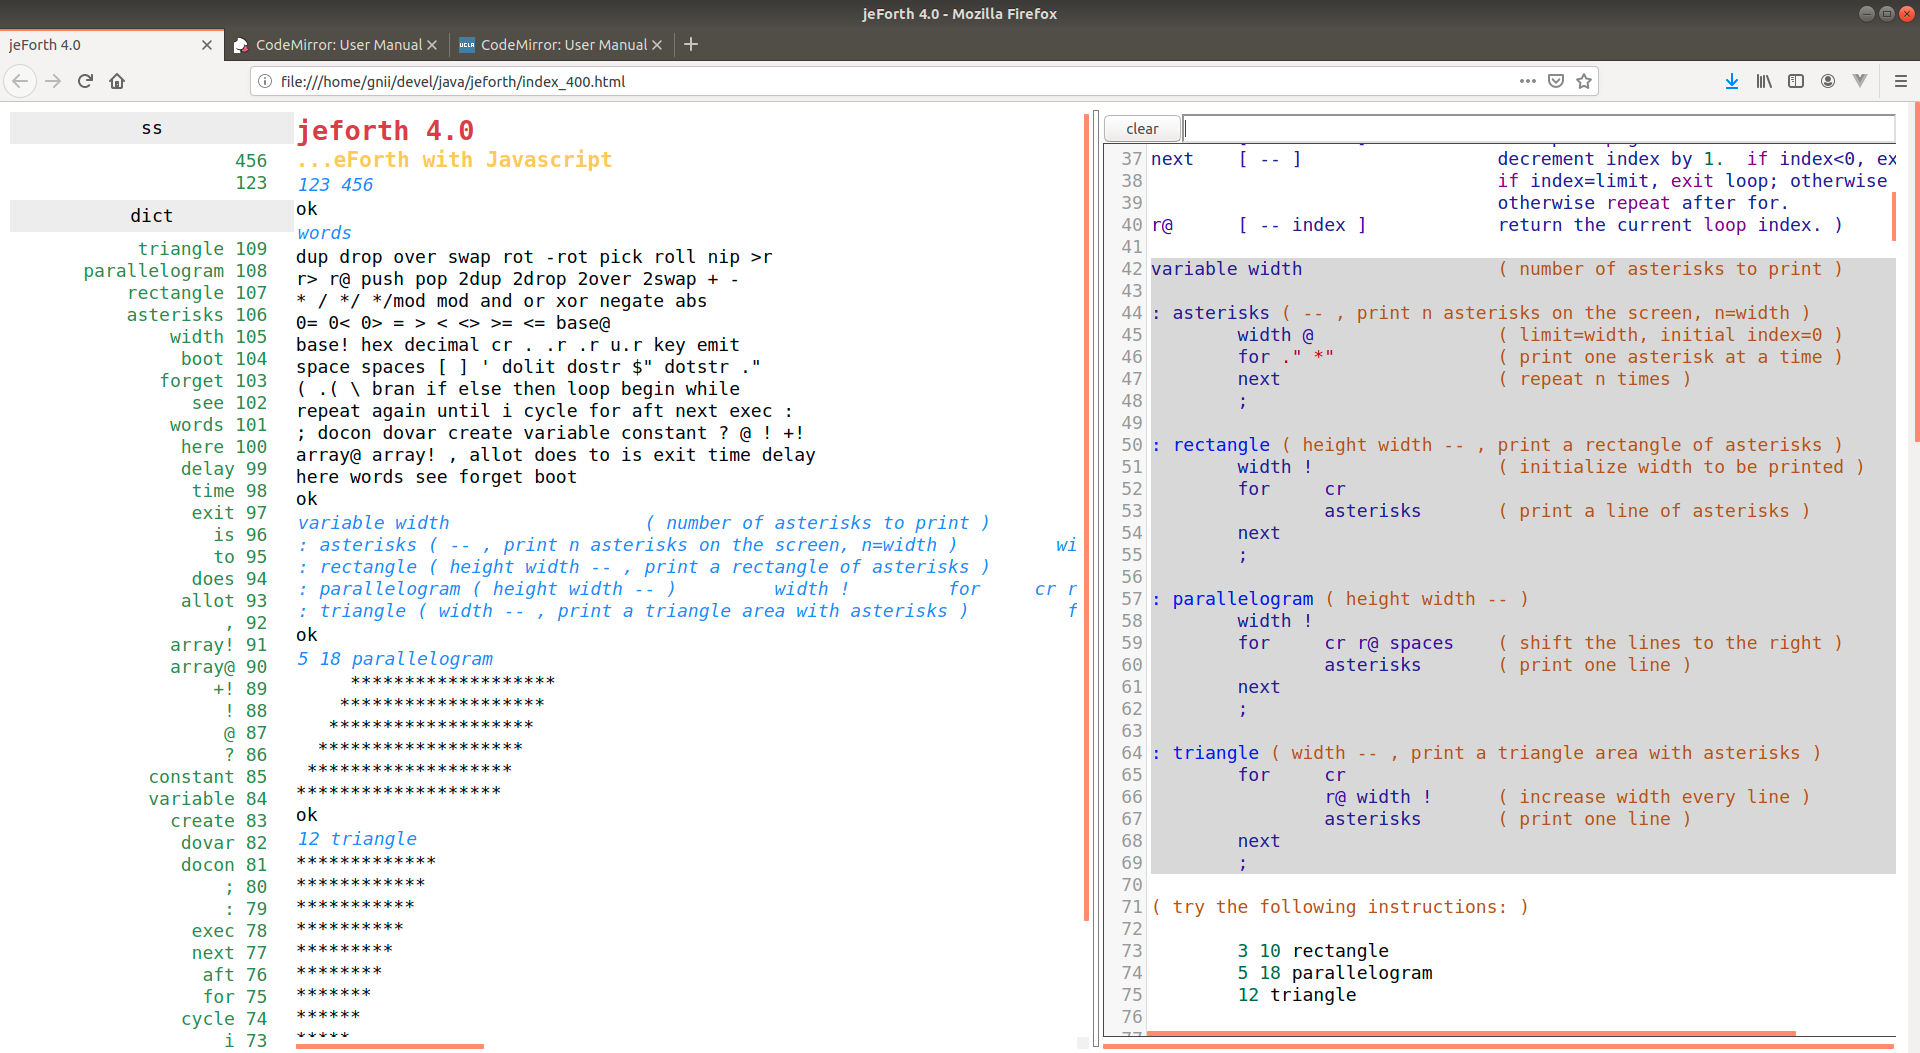 jeForth 4.0 - Mozilla Firefox
jeForth 4.0
CodeMirror: User Manual
CodeMirror: User Manual
file:///home/gnii/devel/java/jeforth/index_400.html
ss
456
123
dict
triangle 109
parallelogram 108
rectangle 107
asterisks 106
width 105
boot 104
forget 103
see 102
words 101
here 100
delay 99
time 98
exit 97
is 96
to 95
does 94
allot 93
, 92
array! 91
array@ 90
+! 89
! 88
@ 87
? 86
constant 85
variable 84
create 83
dovar 82
docon 81
; 80
: 79
exec 78
next 77
aft 76
for 75
cycle 74
i 73
jeforth 4.0
...eForth with Javascript
123 456
ok
words
dup drop over swap rot -rot pick roll nip >r
r> r@ push pop 2dup 2drop 2over 2swap + -
* / */ */mod mod and or xor negate abs
0= 0< 0> = > < <> >= <= base@
base! hex decimal cr . .r .r u.r key emit
space spaces [ ] ' dolit dostr $" dotstr ."
( .( \ bran if else then loop begin while
repeat again until i cycle for aft next exec :
; docon dovar create variable constant ? @ ! +!
array@ array! , allot does to is exit time delay
here words see forget boot
ok
variable width                  ( number of asterisks to print )
: asterisks ( -- , print n asterisks on the screen, n=width )         wi
: rectangle ( height width -- , print a rectangle of asterisks )
: parallelogram ( height width -- )         width !         for     cr r
: triangle ( width -- , print a triangle area with asterisks )         f
ok
5 18 parallelogram
     *******************
    *******************
   *******************
  *******************
 *******************
*******************
ok
12 triangle
*************
************
***********
**********
*********
********
*******
******
*****
clear
37 next    [ -- ]                  decrement index by 1.  if index<0, ex
38                                 if index=limit, exit loop; otherwise
39                                 otherwise repeat after for.
40 r@      [ -- index ]            return the current loop index. )
41
42 variable width                  ( number of asterisks to print )
43
44 : asterisks ( -- , print n asterisks on the screen, n=width )
45         width @                 ( limit=width, initial index=0 )
46         for ." *"               ( print one asterisk at a time )
47         next                    ( repeat n times )
48         ;
49
50 : rectangle ( height width -- , print a rectangle of asterisks )
51         width !                 ( initialize width to be printed )
52         for     cr
53                 asterisks       ( print a line of asterisks )
54         next
55         ;
56
57 : parallelogram ( height width -- )
58         width !
59         for     cr r@ spaces    ( shift the lines to the right )
60                 asterisks       ( print one line )
61         next
62         ;
63
64 : triangle ( width -- , print a triangle area with asterisks )
65         for     cr
66                 r@ width !      ( increase width every line )
67                 asterisks       ( print one line )
68         next
69         ;
70
71 ( try the following instructions: )
72
73         3 10 rectangle
74         5 18 parallelogram
75         12 triangle
76
77